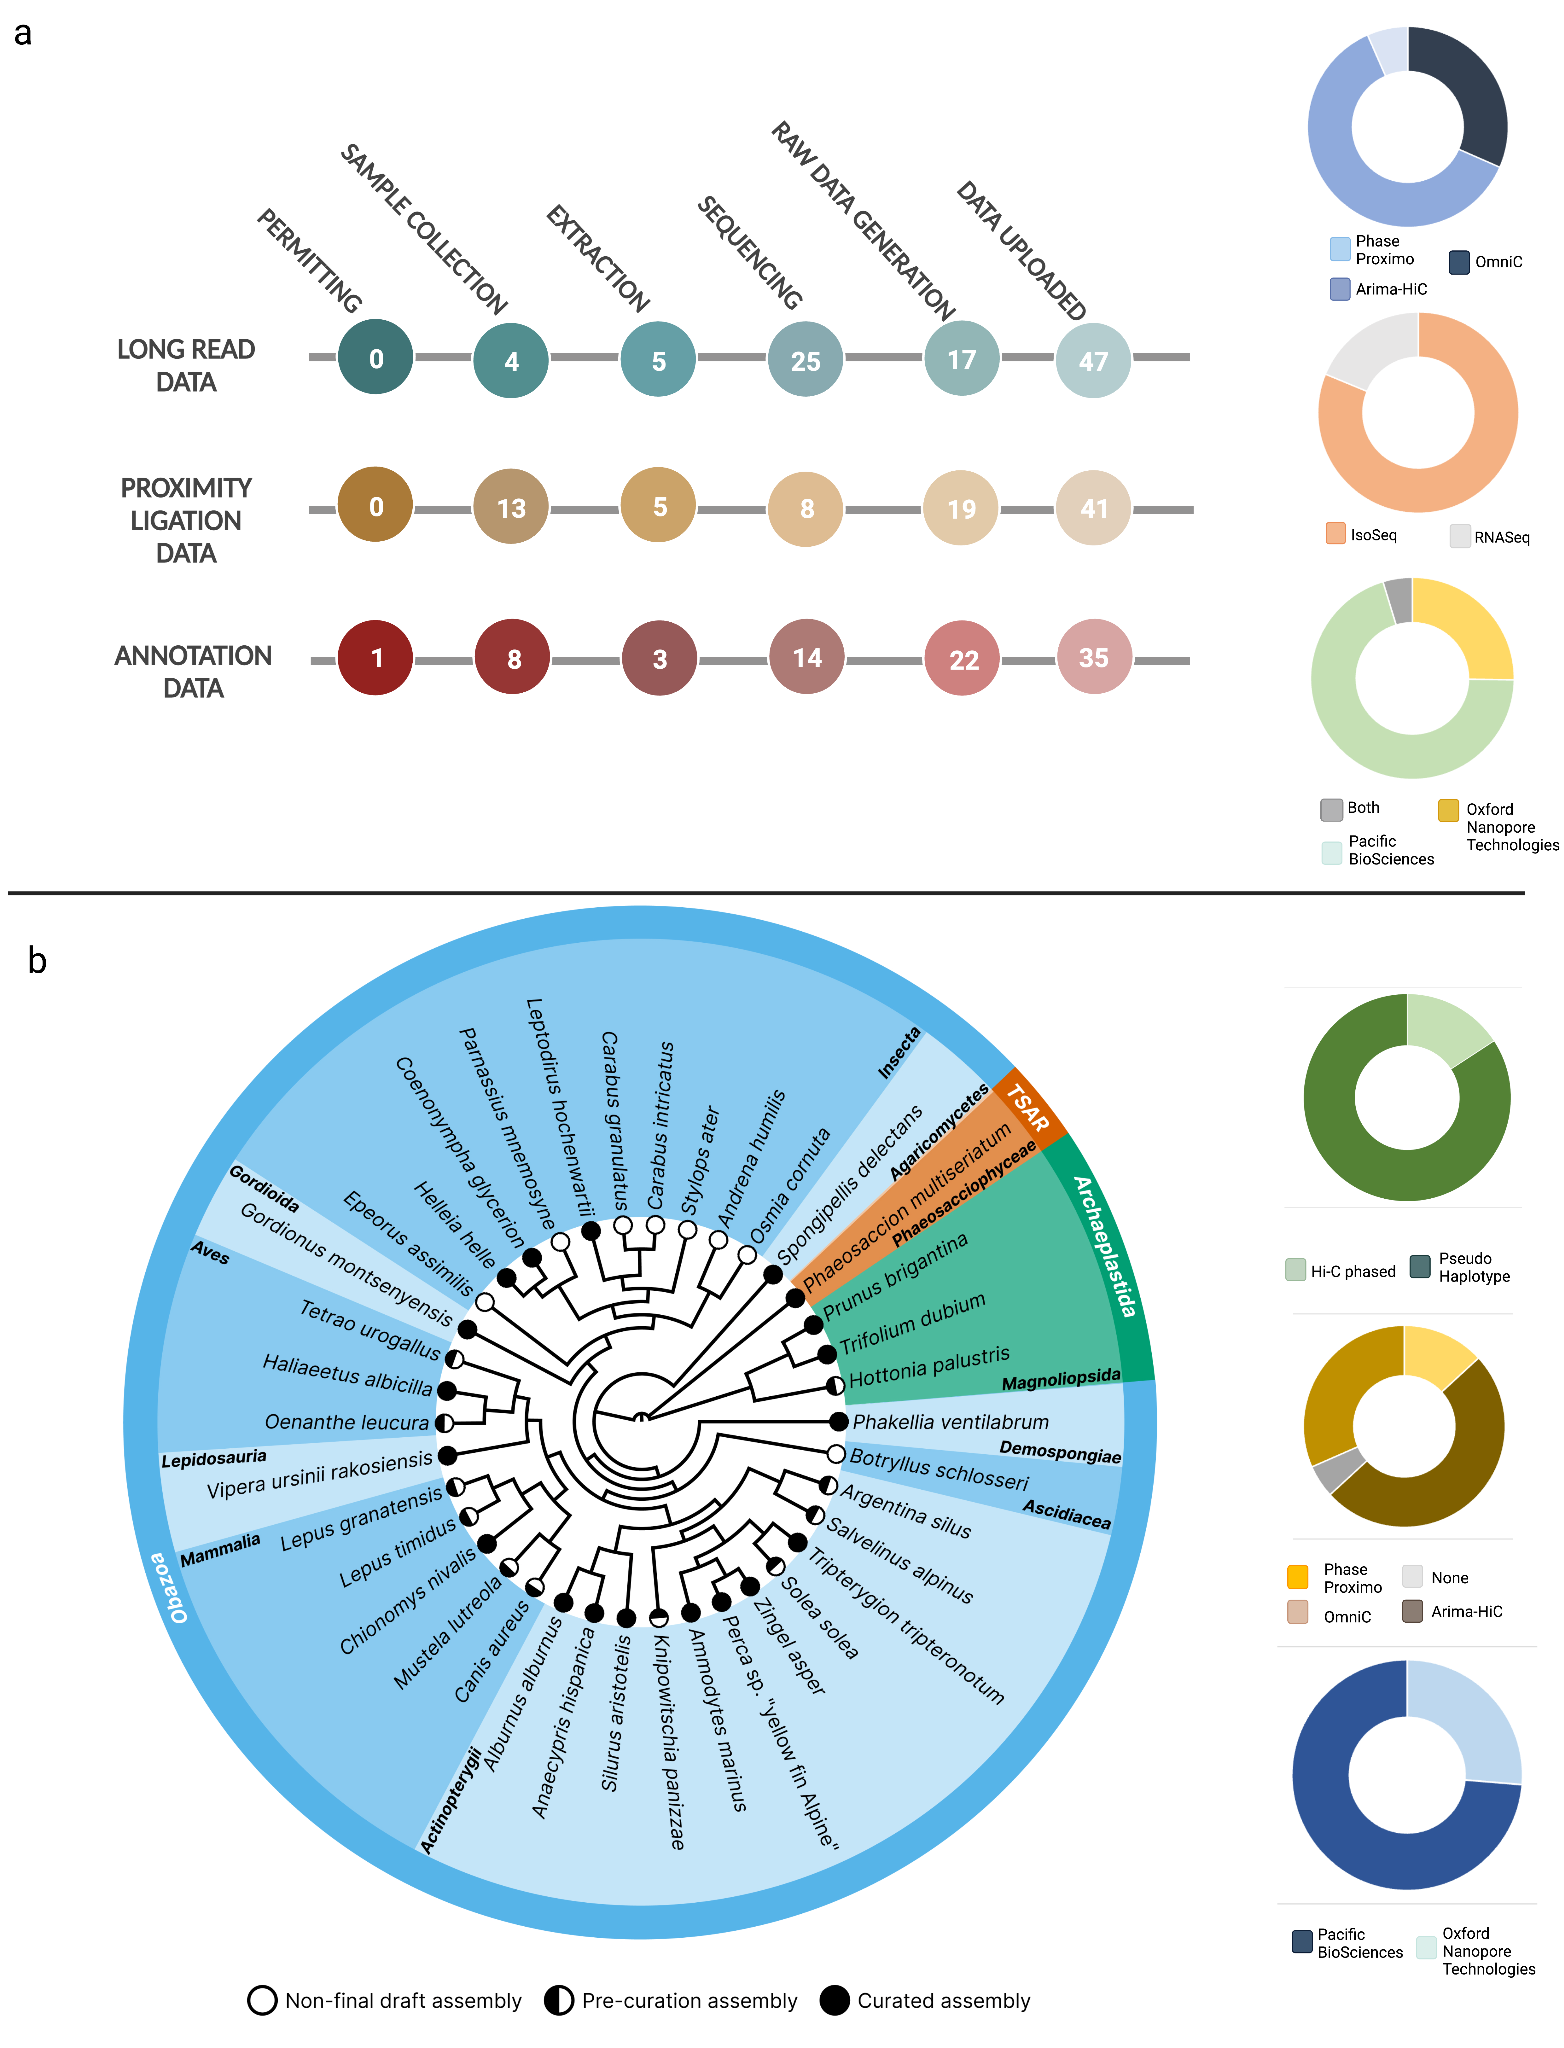 a
PERMITTING
SAMPLE COLLECTION
EXTRACTION
SEQUENCING
RAW DATA GENERATION
DATA UPLOADED
LONG READ
DATA
0
4
5
25
17
47
PROXIMITY
LIGATION
DATA
0
13
5
8
19
41
ANNOTATION
DATA
1
8
3
14
22
35
Phase
Proximo
OmniC
Arima-HiC
IsoSeq
RNASeq
Both
Oxford
Nanopore
Technologies
Pacific
BioSciences
b
Obazoa
TSAR
Archaeplastida
Insecta
Agaricomycetes
Phaeosacciophyceae
Magnoliopsida
Demospongiae
Ascidiacea
Actinopterygii
Mammalia
Lepidosauria
Aves
Gordioida
Gordionus montsenyensis
Epeorus assimilis
Helleia helle
Coenonympha glycerion
Parnassius mnemosyne
Leptodirus hochenwartii
Carabus granulatus
Carabus intricatus
Stylops ater
Andrena humilis
Osmia cornuta
Spongipellis delectans
Phaeosaccion multiseriatum
Prunus brigantina
Trifolium dubium
Hottonia palustris
Phakellia ventilabrum
Botryllus schlosseri
Argentina silus
Salvelinus alpinus
Tripterygion tripteronotum
Solea solea
Zingel asper
Perca sp. "yellow fin Alpine"
Ammodytes marinus
Knipowitschia panizzae
Silurus aristotelis
Anaecypris hispanica
Alburnus alburnus
Canis aureus
Mustela lutreola
Chionomys nivalis
Lepus timidus
Lepus granatensis
Vipera ursinii rakosiensis
Oenanthe leucura
Haliaeetus albicilla
Tetrao urogallus
Non-final draft assembly
Pre-curation assembly
Curated assembly
Hi-C phased
Pseudo
Haplotype
Phase
Proximo
None
OmniC
Arima-HiC
Pacific
BioSciences
Oxford
Nanopore
Technologies